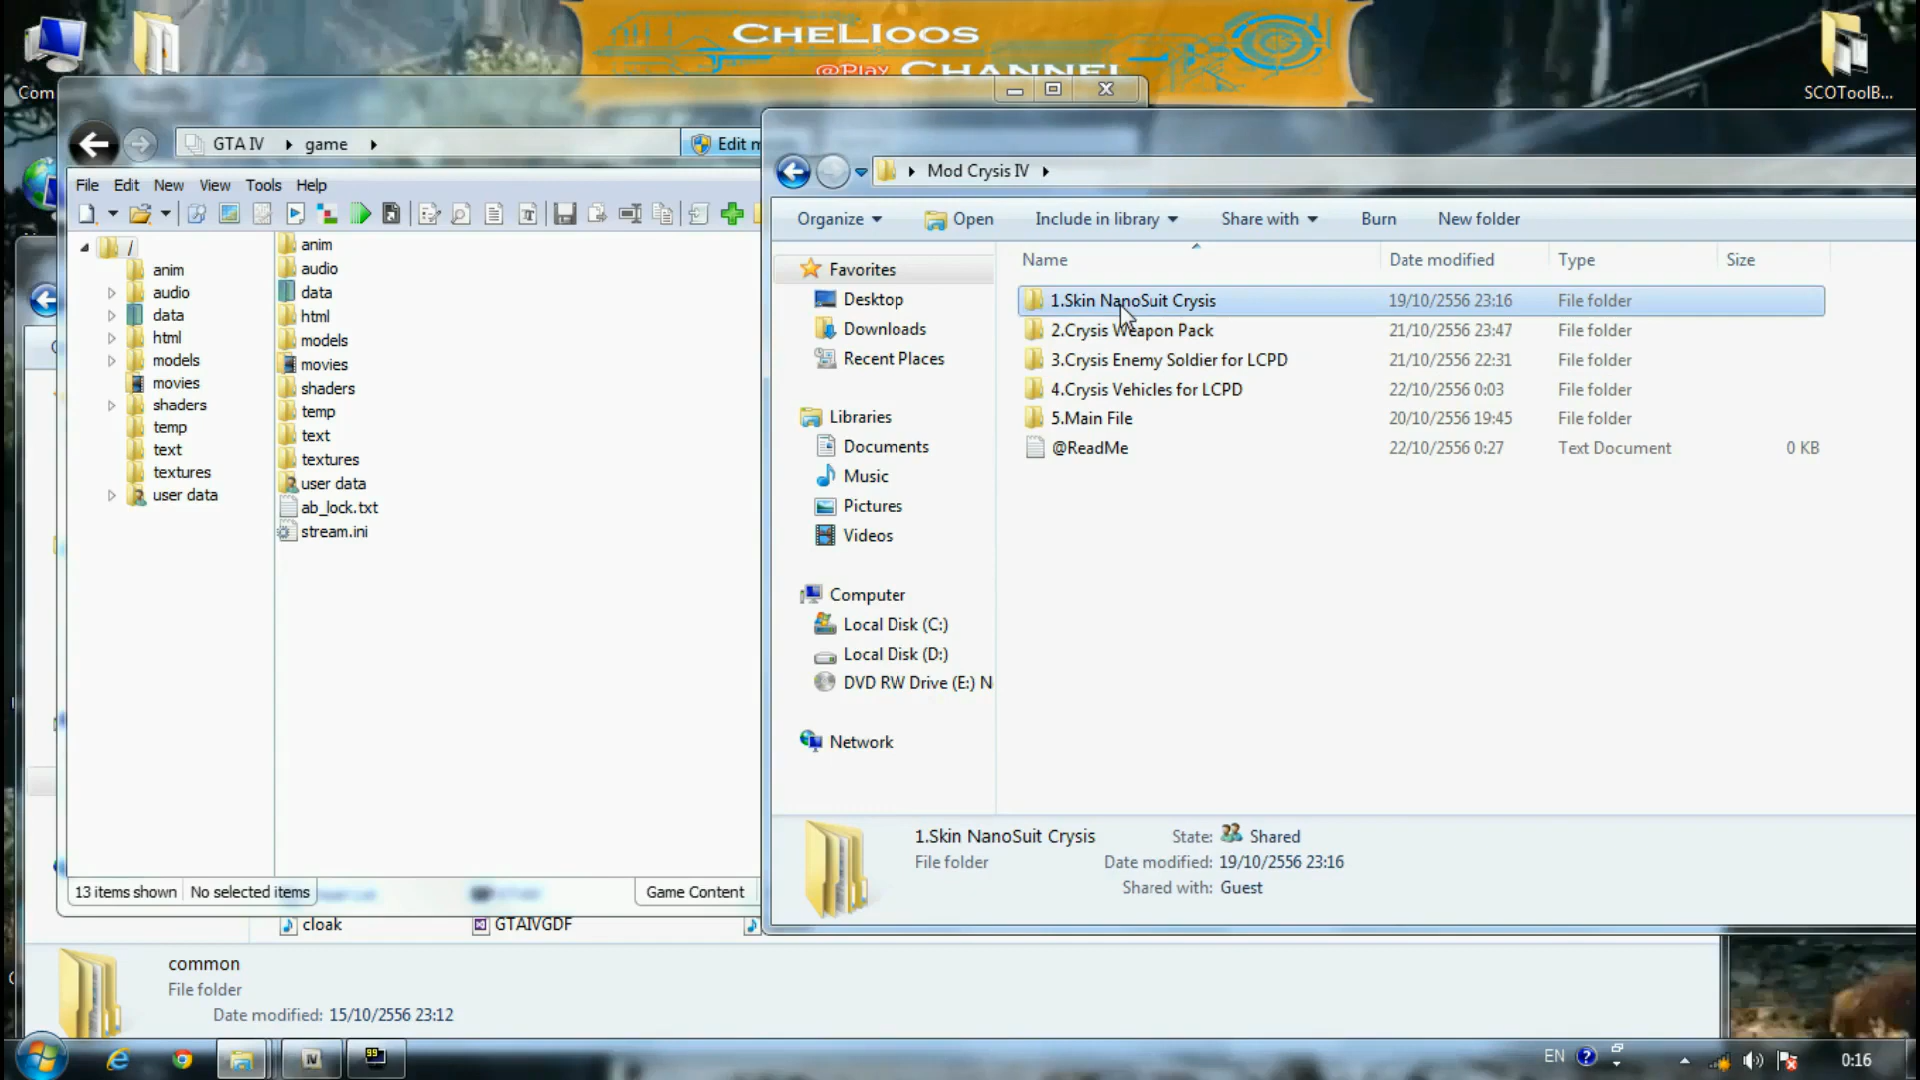 CHELIOOS
@Play CHANNEL
Com
SCOToolB...
GTA IV
game
Edit m
File
Edit
New
View
Tools
Help
/
anim
audio
data
html
models
movies
shaders
temp
text
textures
user data
anim
audio
data
html
models
movies
shaders
temp
text
textures
user data
ab_lock.txt
stream.ini
13 items shown
No selected items
Game Content
Mod Crysis IV
Organize
Open
Include in library
Share with
Burn
New folder
Favorites
Desktop
Downloads
Recent Places
Libraries
Documents
Music
Pictures
Videos
Computer
Local Disk (C:)
Local Disk (D:)
DVD RW Drive (E:) N
Network
Name Date modified Type Size
1.Skin NanoSuit Crysis 19/10/2556 23:16 File folder
2.Crysis Weapon Pack 21/10/2556 23:47 File folder
3.Crysis Enemy Soldier for LCPD 21/10/2556 22:31 File folder
4.Crysis Vehicles for LCPD 22/10/2556 0:03 File folder
5.Main File 20/10/2556 19:45 File folder
@ReadMe 22/10/2556 0:27 Text Document 0 KB
1.Skin NanoSuit Crysis State: Shared
File folder Date modified: 19/10/2556 23:16
Shared with: Guest
cloak
GTAIVGDF
common
File folder
Date modified: 15/10/2556 23:12
IV
99
EN
0:16